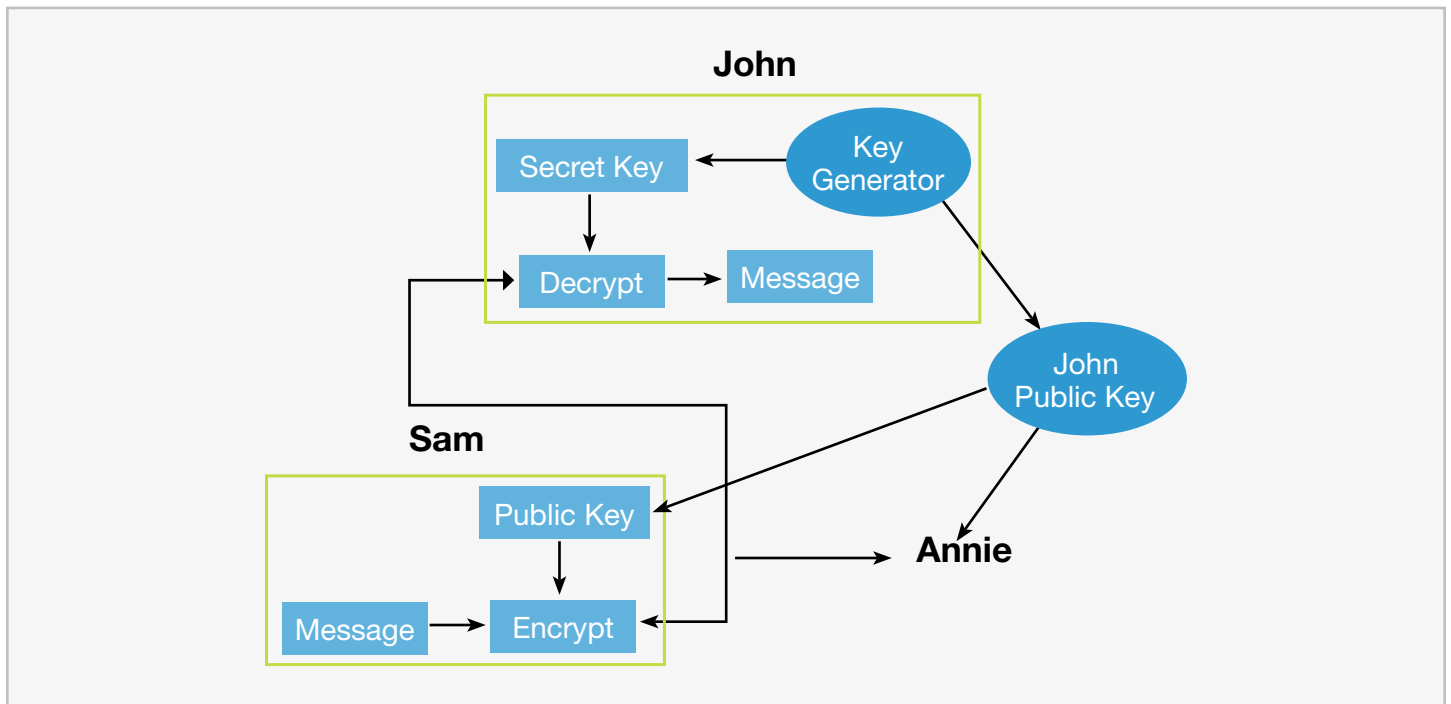 John
Secret Key
Key
Generator
Decrypt
Message
John
Public Key
Sam
Public Key
Annie
Message
Encrypt